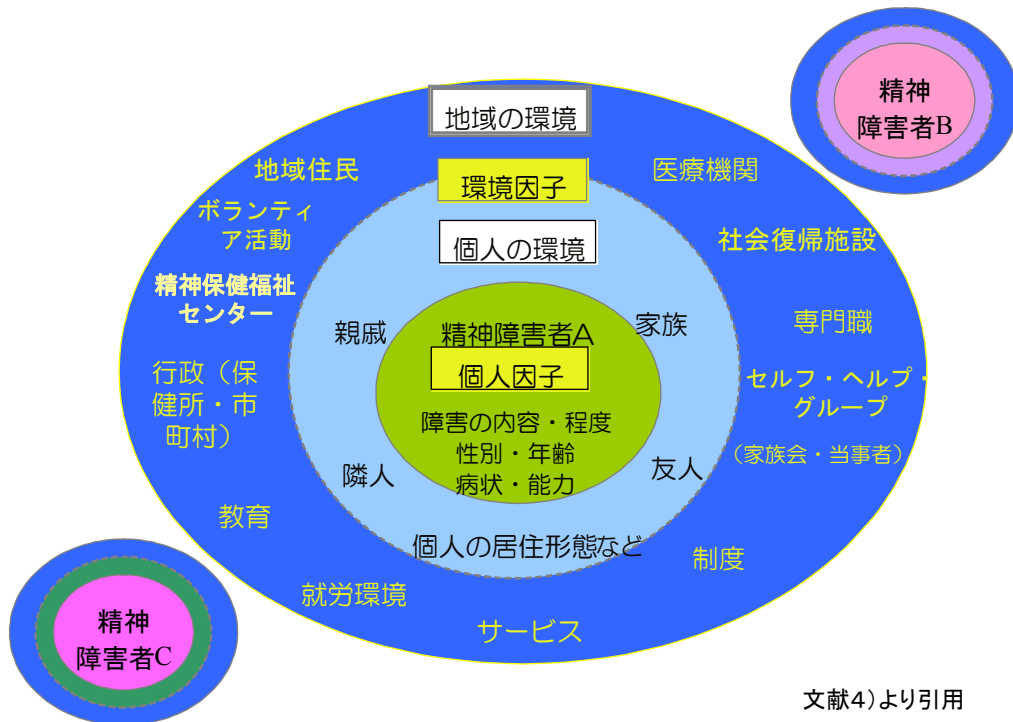 精神
障害者B
地域の環境
地域住民
環境因子
医療機関
ボランティ
ア活動
個人の環境
社会復帰施設
精神保健福祉
センター
親戚
精神障害者A
家族
専門職
個人因子
行政（保
健所・市
町村）
セルフ・ヘルプ・
グループ
（家族会・当事者）
障害の内容・程度
性別・年齢
病状・能力
隣人
友人
教育
個人の居住形態など
制度
就労環境
サービス
精神
障害者C
文献４）より引用